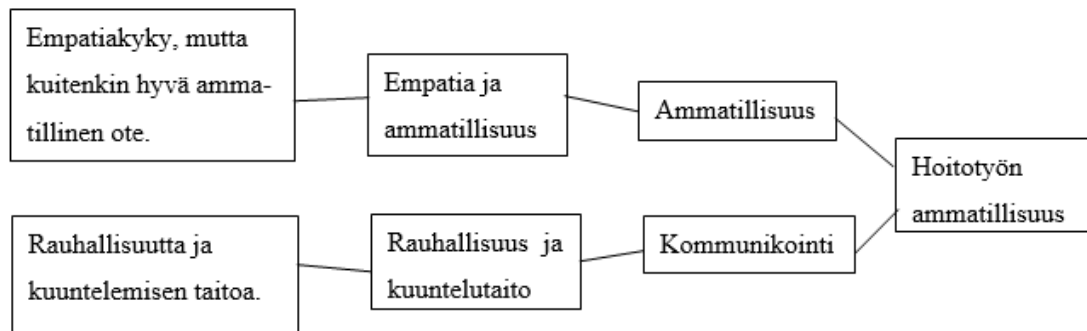 Empatiakyky, mutta
kuitenkin hyvä amma-
tillinen ote.
Empatia ja
ammatillisuus
Ammatillisuus
Hoitotyön
ammatillisuus
Rauhallisuutta ja
kuuntelemisen taitoa.
Rauhallisuus ja
kuuntelutaito
Kommunikointi